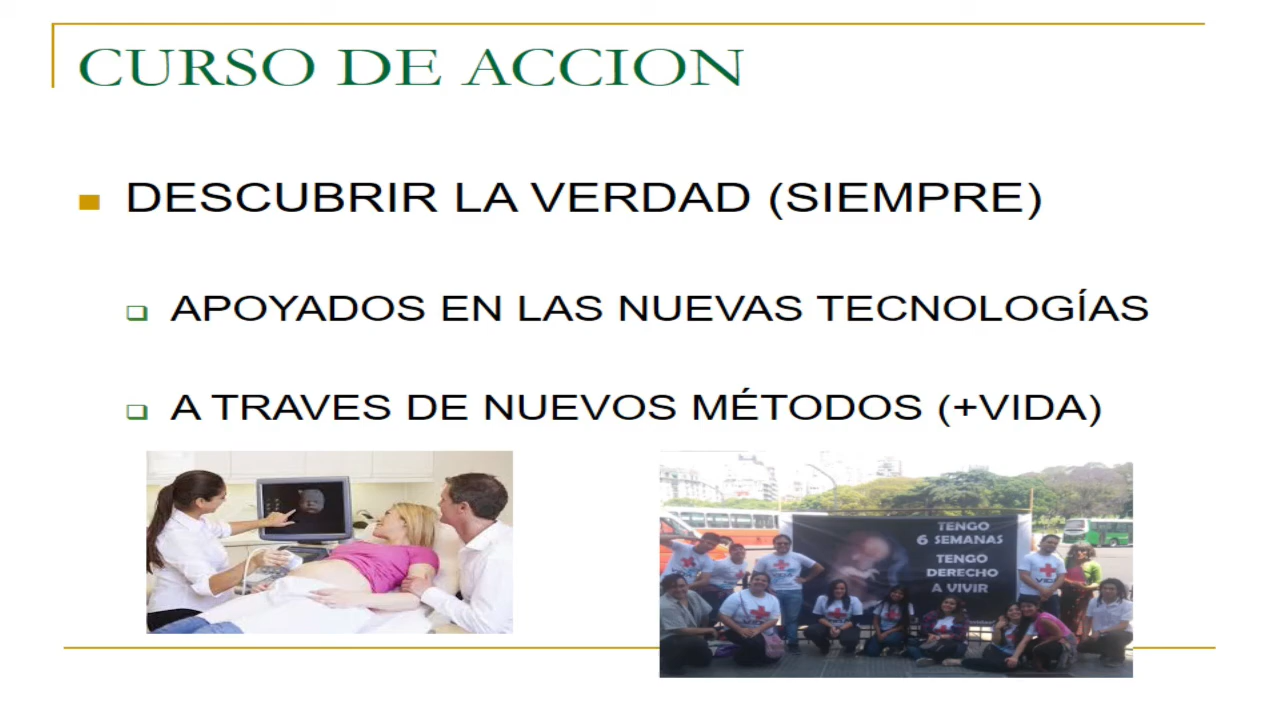 CURSO DE ACCION
DESCUBRIR LA VERDAD (SIEMPRE)
APOYADOS EN LAS NUEVAS TECNOLOGÍAS
A TRAVES DE NUEVOS MÉTODOS (+VIDA)
TENGO
6 SEMANAS
TENGO
DERECHO
A VIVIR
VIDA